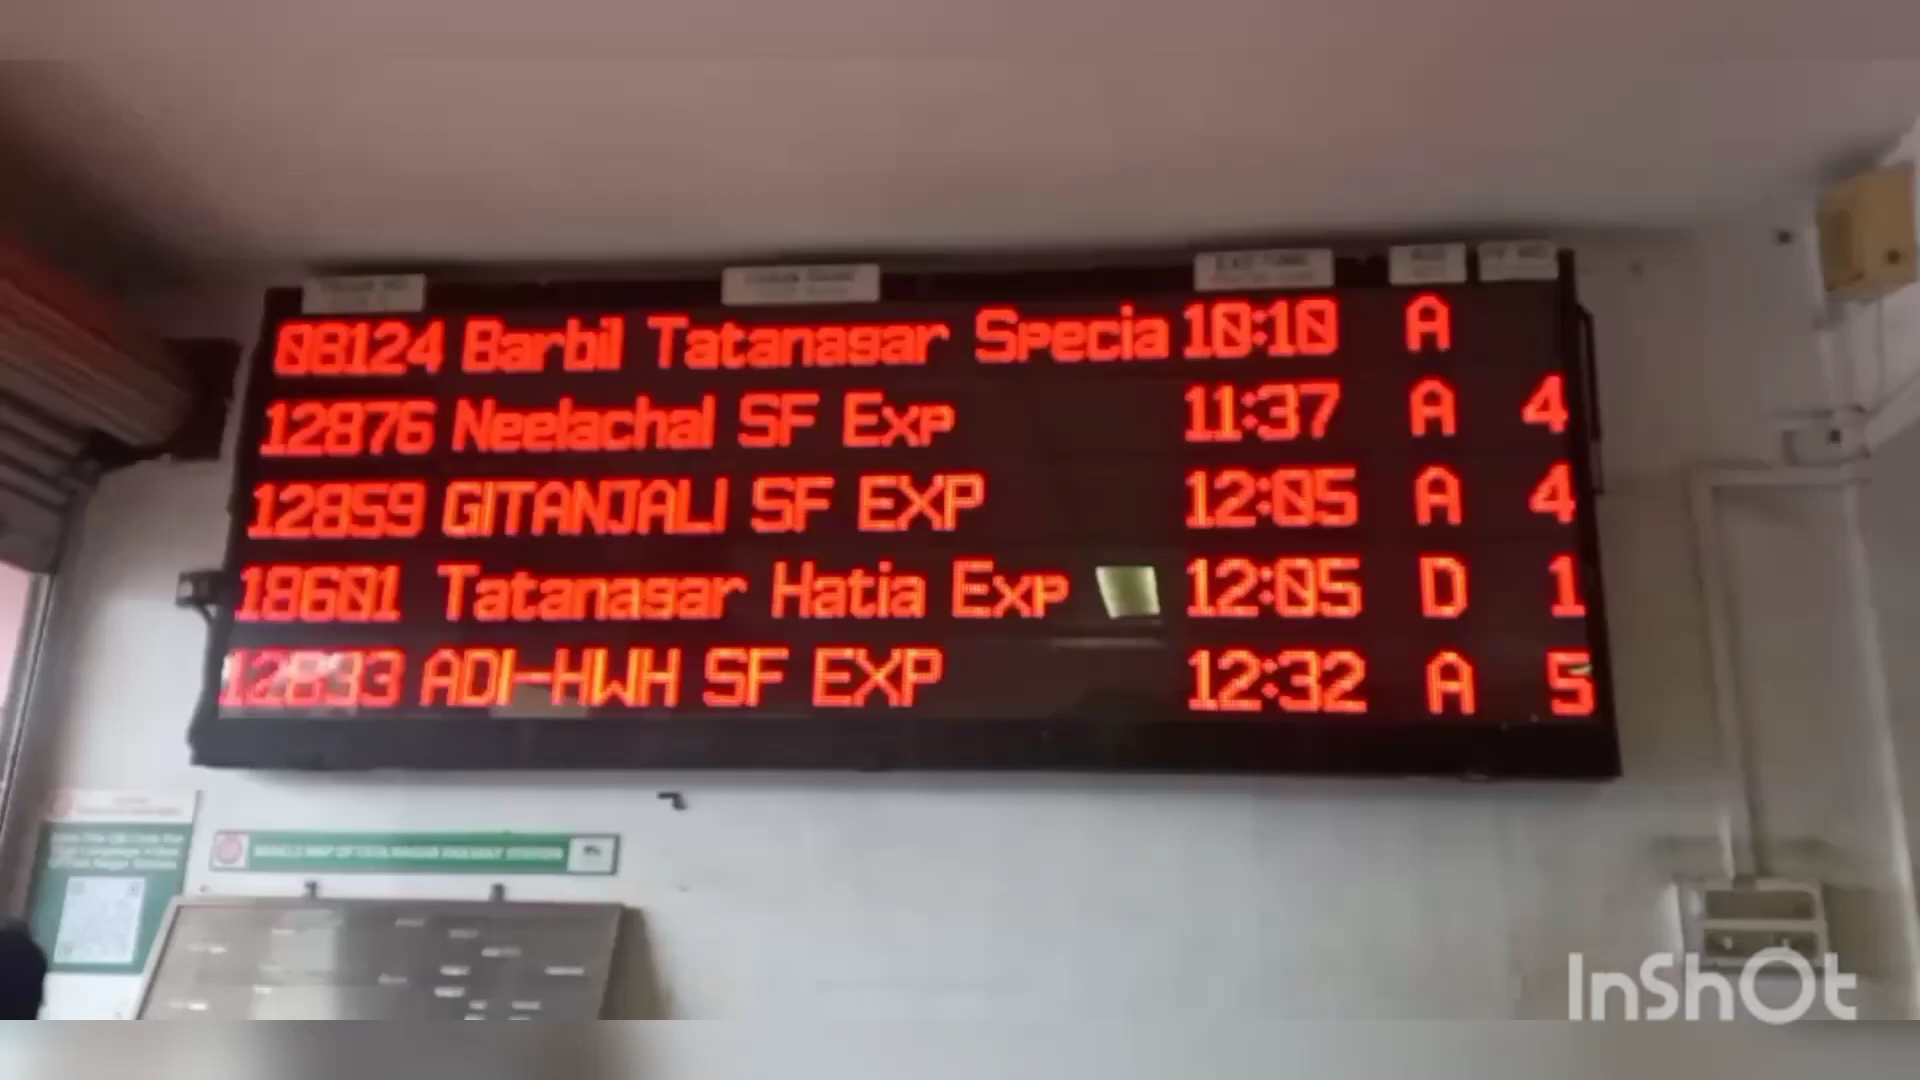 08124 Barbil Tatanagar Specia 10:10 A
12876 Neelachal SF Exp 11:37 A 4
12859 GITANJALI SF EXP 12:05 A 4
18601 Tatanagar Hatia Exp 12:05 D 1
12833 ADI-HWH SF EXP 12:32 A 5
InShOt